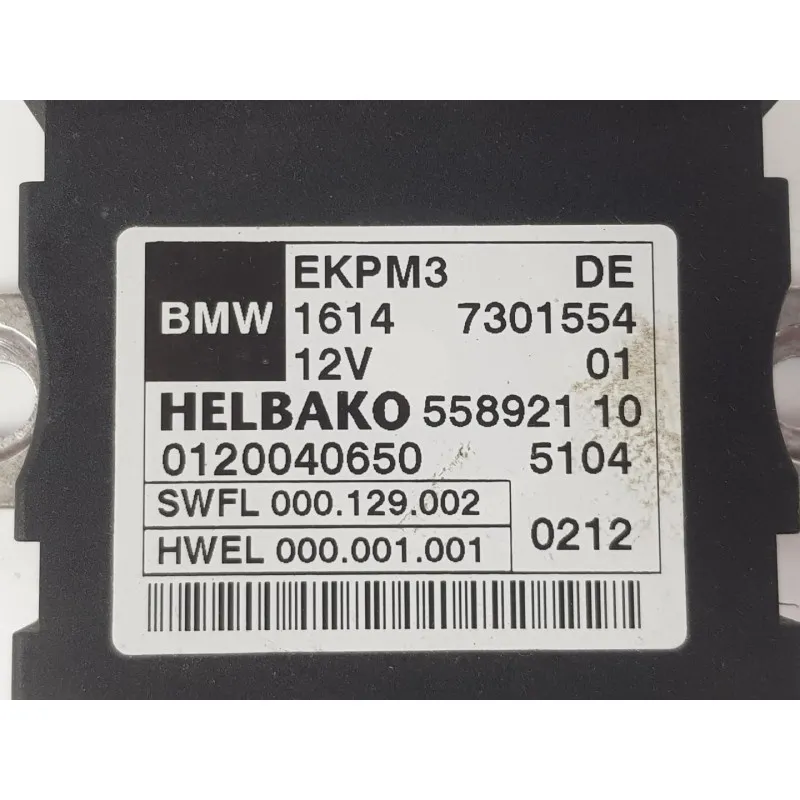 EKPM3 DE
BMW 1614 7301554
12V 01
HELBAKO 558921 10
0120040650 5104
SWFL 000.129.002
HWEL 000.001.001 0212